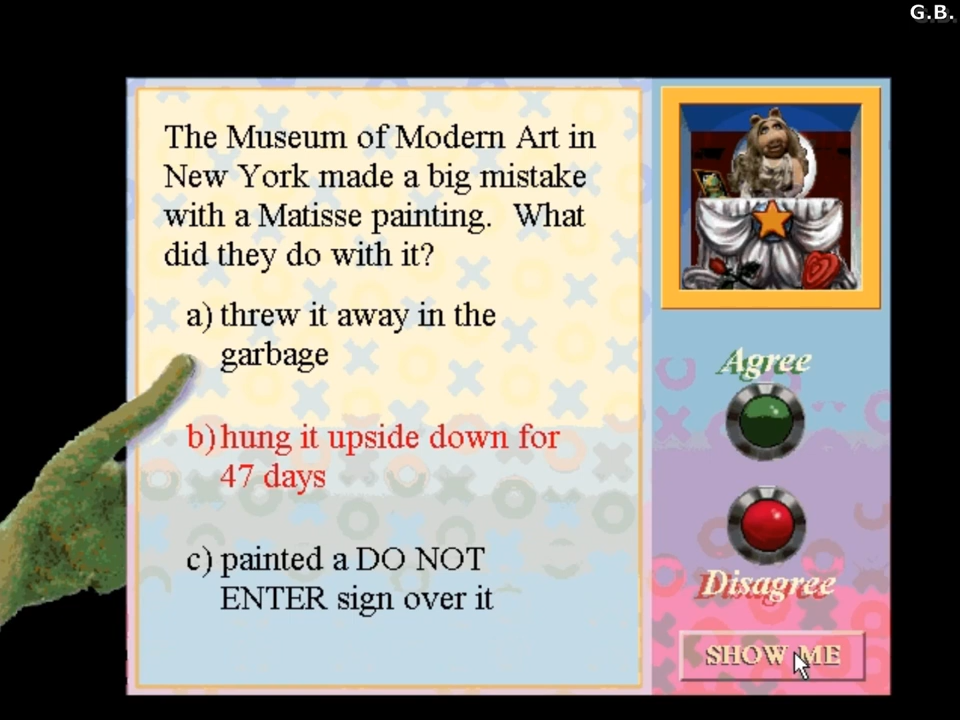 G.B.
The Museum of Modern Art in
New York made a big mistake
with a Matisse painting.  What
did they do with it?
a) threw it away in the
garbage
b) hung it upside down for
47 days
c) painted a DO NOT
ENTER sign over it
Agree
Disagree
SHOW ME